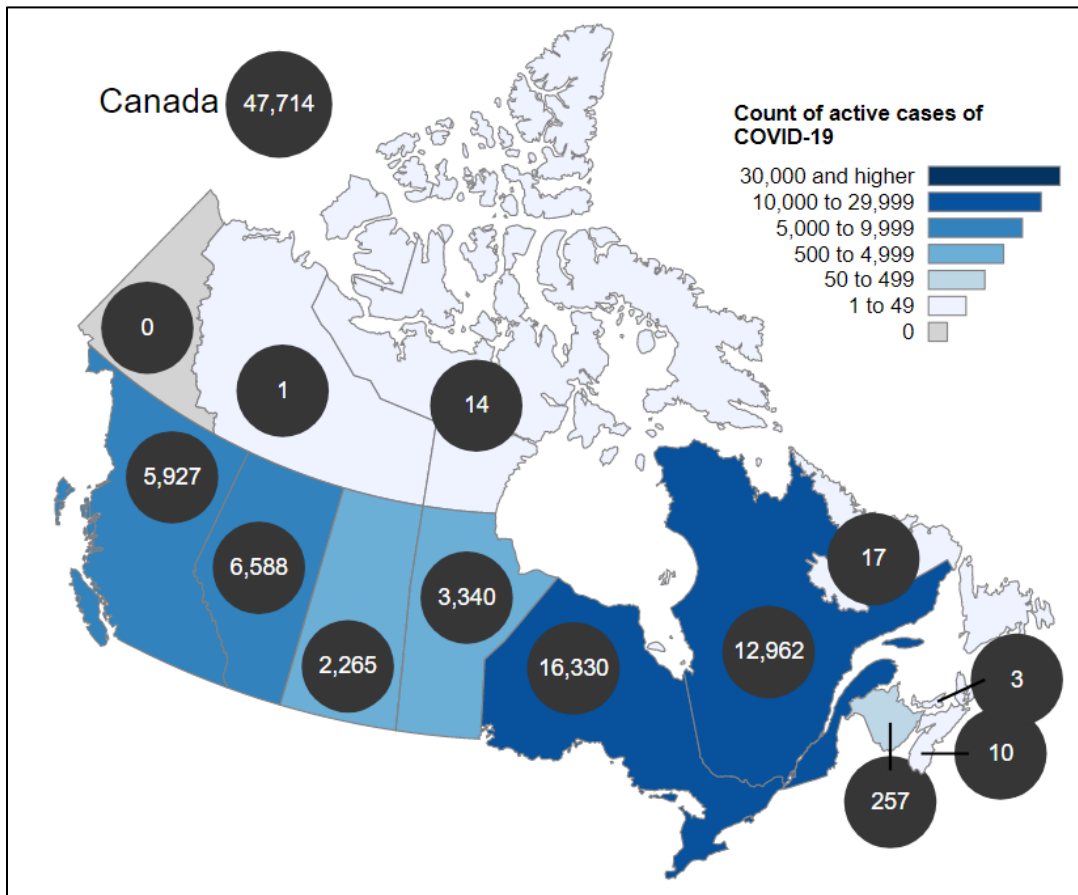 Canada
47,714
Count of active cases of
COVID-19
30,000 and higher
10,000 to 29,999
5,000 to 9,999
500 to 4,999
50 to 499
1 to 49
0
0
1
14
5,927
6,588
2,265
3,340
16,330
12,962
17
3
10
257